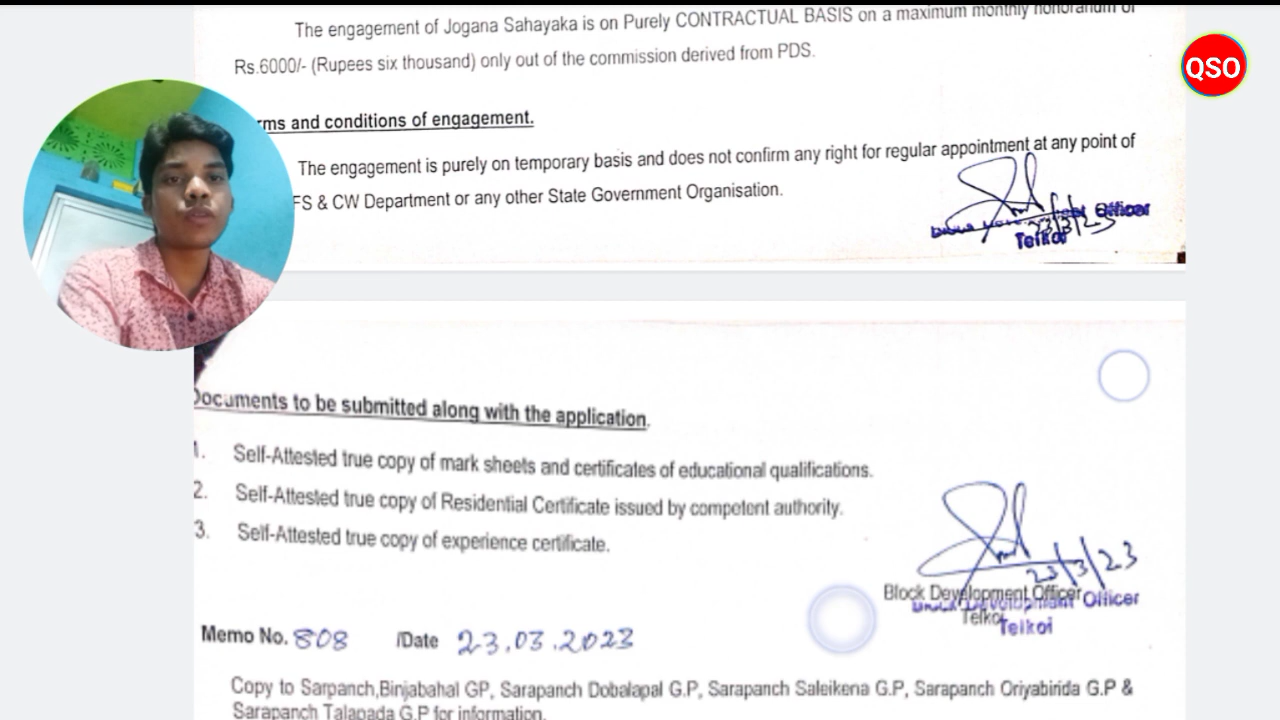 The engagement of Jogana Sahayaka is on Purely CONTRACTUAL BASIS on a maximum monthly honorarium of
Rs.6000/- (Rupees six thousand) only out of the commission derived from PDS.
QSO
rms and conditions of engagement.
The engagement is purely on temporary basis and does not confirm any right for regular appointment at any point of
FS & CW Department or any other State Government Organisation.
Officer
23/3/23
Telkoi
Documents to be submitted along with the application.
1. Self-Attested true copy of mark sheets and certificates of educational qualifications.
2. Self-Attested true copy of Residential Certificate issued by competent authority.
3. Self-Attested true copy of experience certificate.
23/3/23
Block Development Officer
Block Development Officer
Telkoi
Telkoi
Memo No. 808 /Date 23.03.2023
Copy to Sarpanch,Binjabahal GP, Sarapanch Dobalapal G.P, Sarapanch Saleikena G.P, Sarapanch Oriyabirida G.P &
Sarapanch Talapada G.P for information.